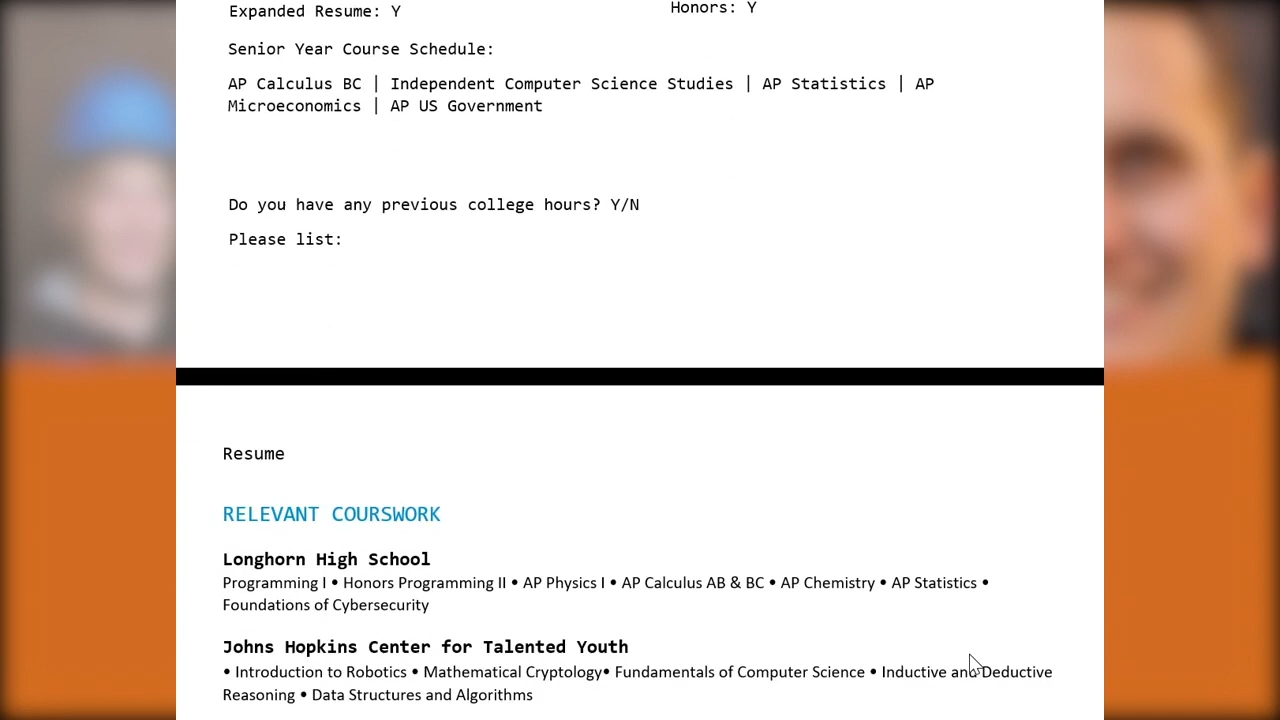 Expanded Resume: Y
Honors: Y
Senior Year Course Schedule:
AP Calculus BC | Independent Computer Science Studies | AP Statistics | AP
Microeconomics | AP US Government
Do you have any previous college hours? Y/N
Please list:
Resume
RELEVANT COURSWORK
Longhorn High School
Programming I • Honors Programming II • AP Physics I • AP Calculus AB & BC • AP Chemistry • AP Statistics •
Foundations of Cybersecurity
Johns Hopkins Center for Talented Youth
• Introduction to Robotics • Mathematical Cryptology• Fundamentals of Computer Science • Inductive and Deductive
Reasoning • Data Structures and Algorithms